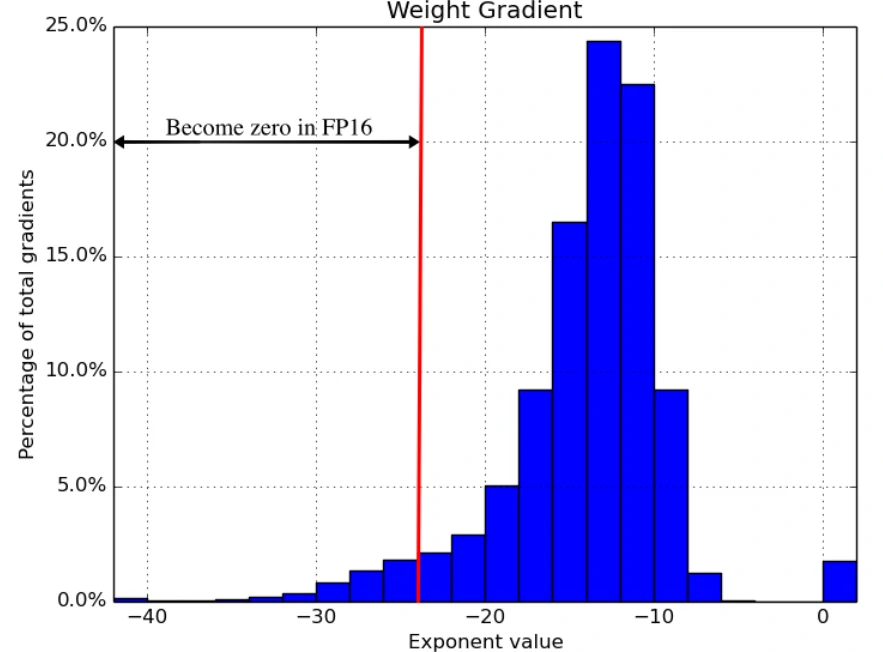 Weight Gradient
25.0%
Become zero in FP16
20.0%
15.0%
10.0%
5.0%
0.0%
Percentage of total gradients
−40 −30 −20 −10 0
Exponent value